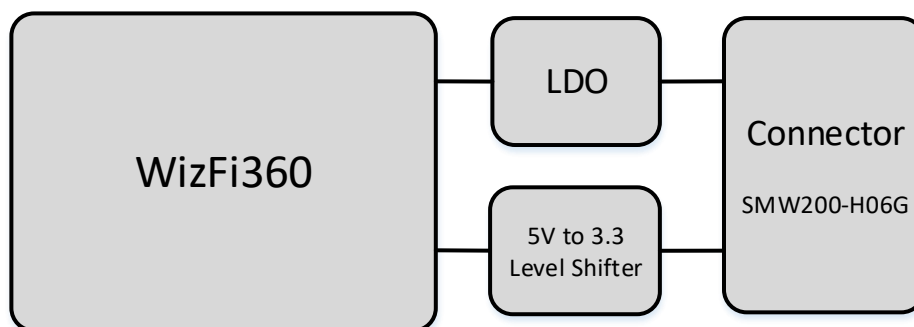 WizFi360
LDO
5V to 3.3
Level Shifter
Connector
SMW200-H06G